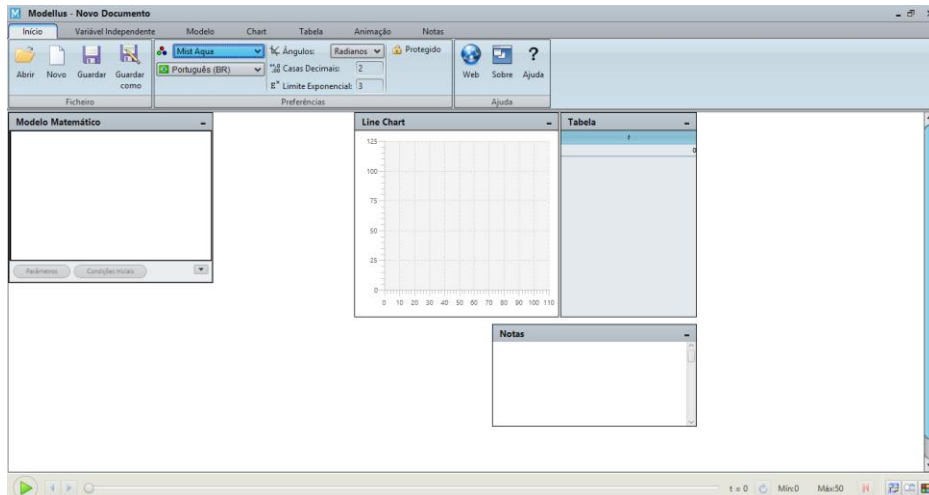 Modellus - Novo Documento
Início Variável Independente Modelo Chart Tabela Animação Notas
Abrir Novo Guardar Guardar como
Ficheiro
Mist Aqua
Português (BR)
Ângulos: Radianos
Casas Decimais: 2
Limite Exponencial: 3
Protegido
Preferências
Web Sobre Ajuda
Ajuda
Modelo Matemático
Parâmetros Condições Iniciais
Line Chart
125
100
75
50
25
0
0 10 20 30 40 50 60 70 80 90 100 110
Tabela
t
0
Notas
t = 0 Mín:0 Máx:50